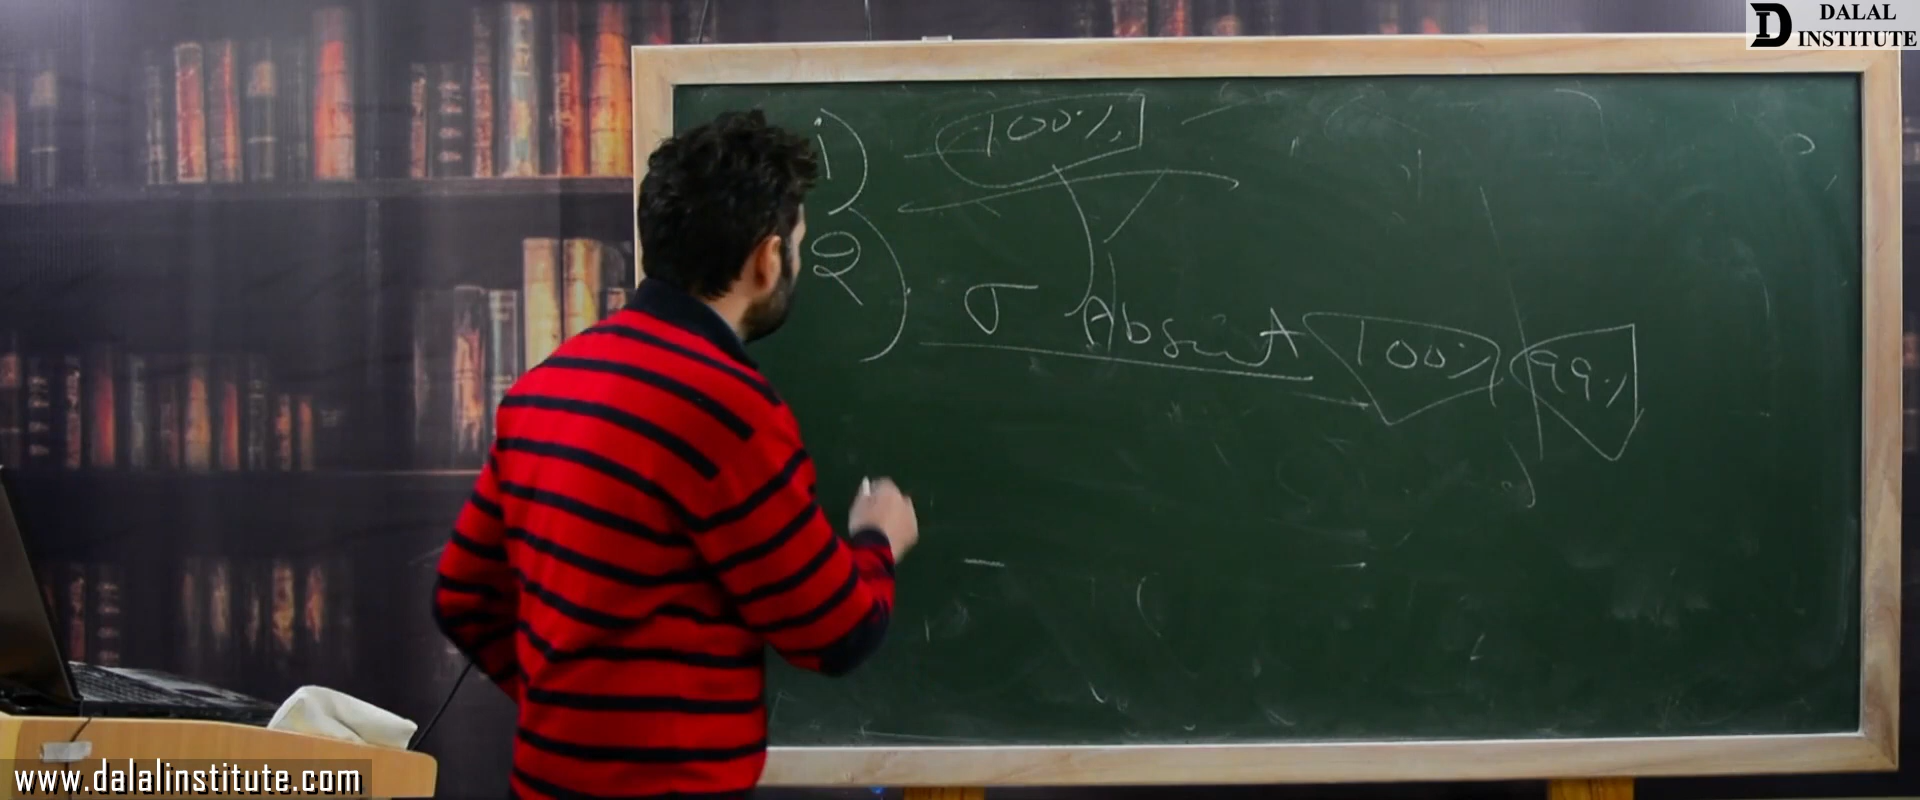 DALAL
INSTITUTE
1) 100%
2) σ Absent 100% 99%
www.dalalinstitute.com